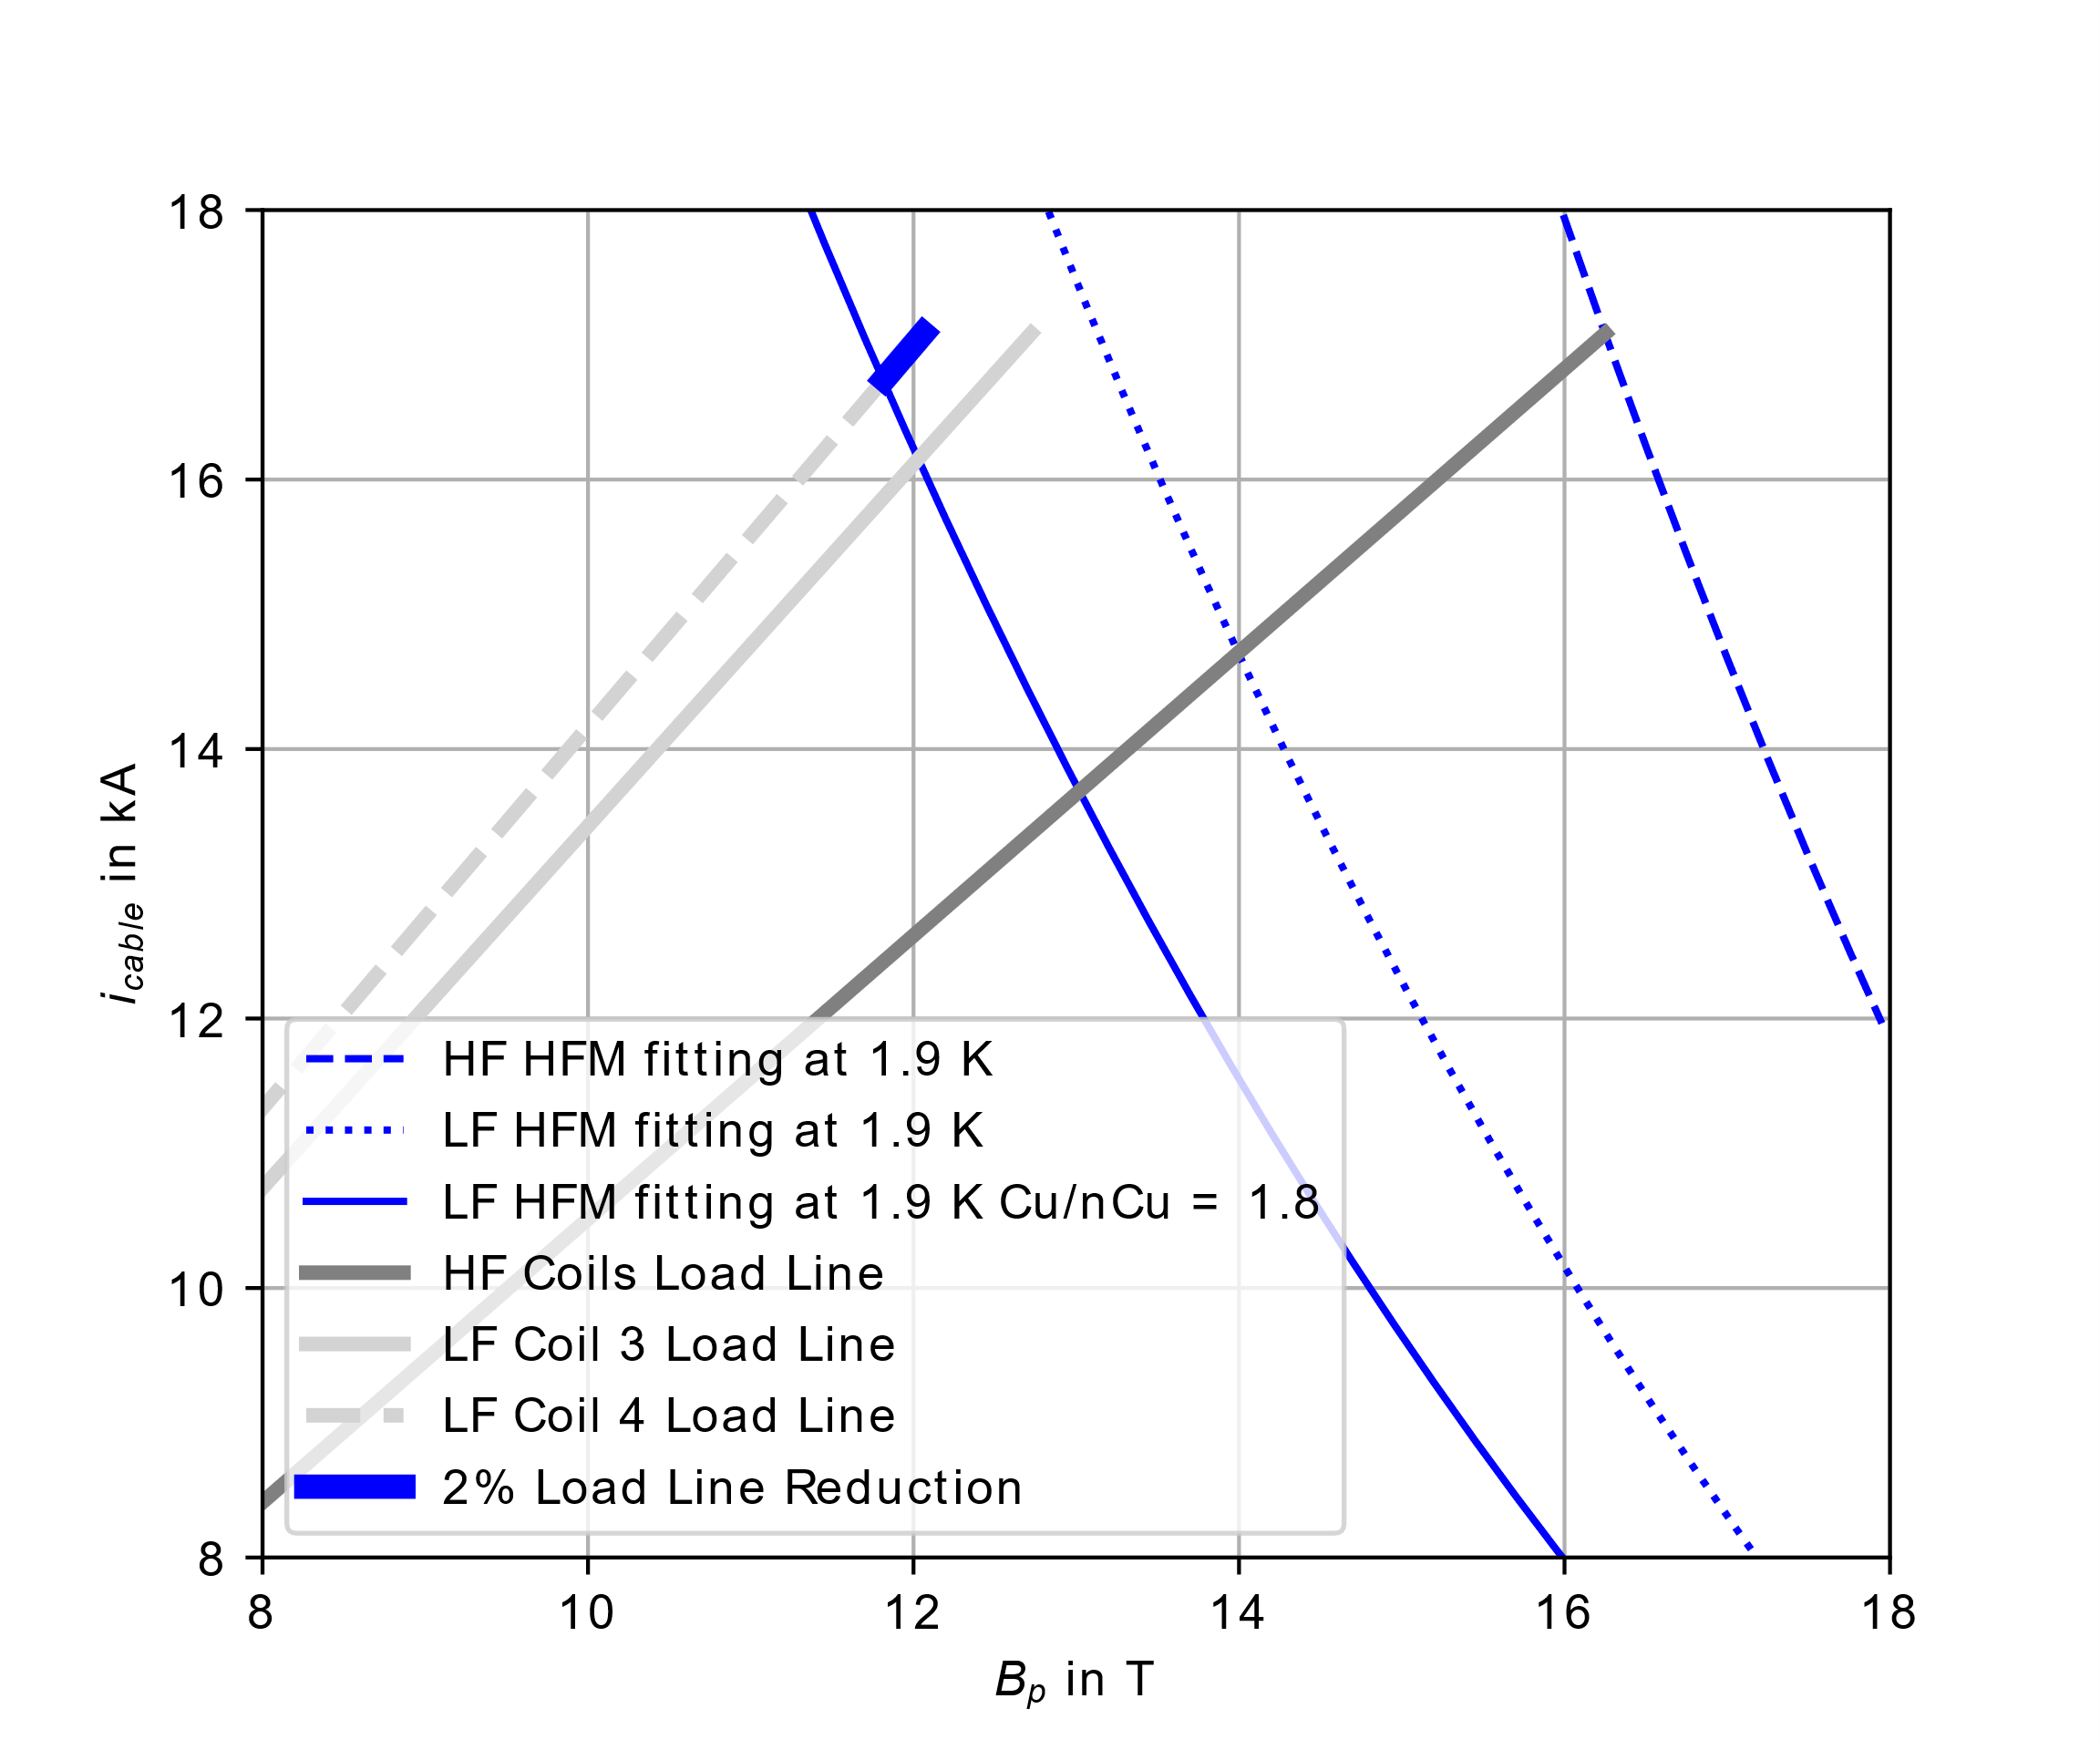 18
16
14
12
10
8
i_cable in kA
HF HFM fitting at 1.9 K
LF HFM fitting at 1.9 K
LF HFM fitting at 1.9 K Cu/nCu = 1.8
HF Coils Load Line
LF Coil 3 Load Line
LF Coil 4 Load Line
2% Load Line Reduction
8 10 12 14 16 18
B_p in T